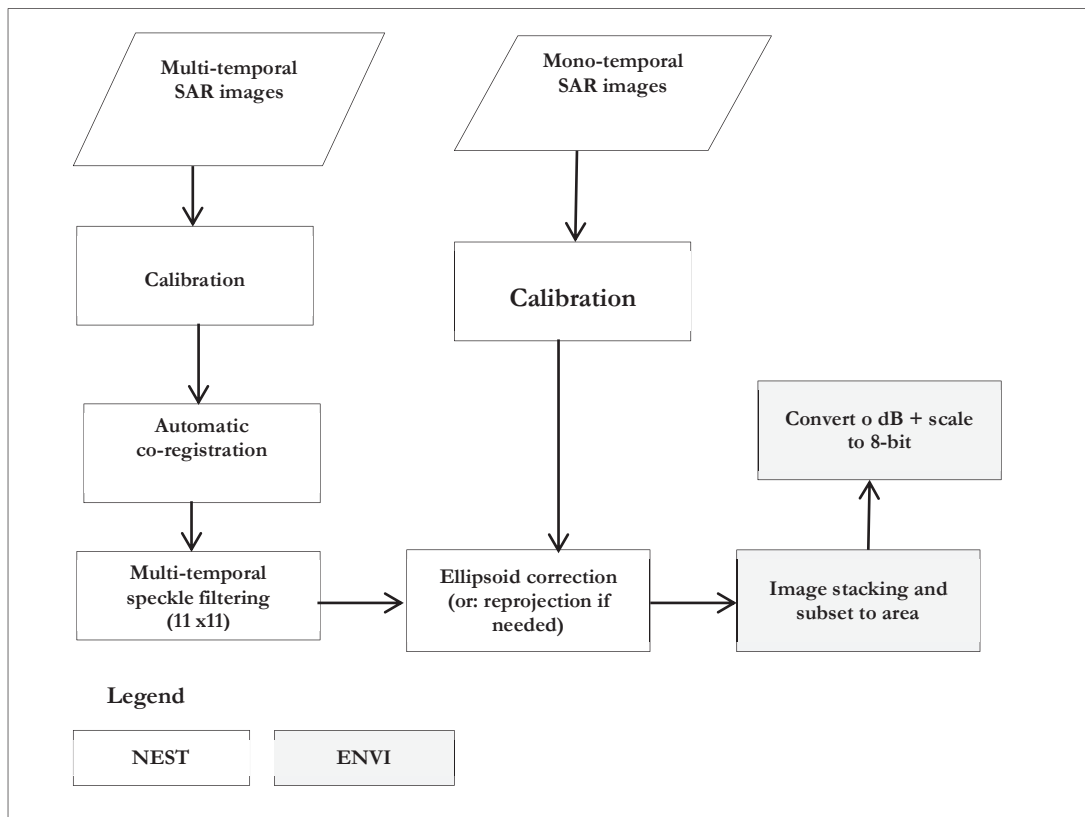 Multi-temporal
SAR images
Mono-temporal
SAR images
Calibration
Calibration
Automatic
co-registration
Convert o dB + scale
to 8-bit
Multi-temporal
speckle filtering
(11 x11)
Ellipsoid correction
(or: reprojection if
needed)
Image stacking and
subset to area
Legend
NEST
ENVI